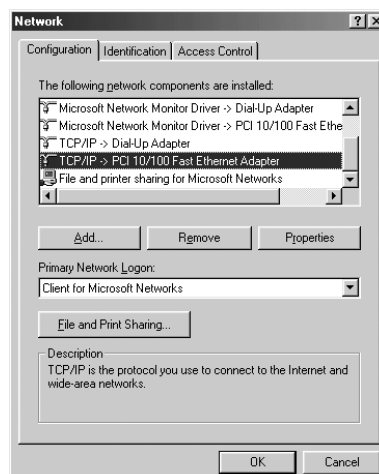 Network
Configuration Identification Access Control
The following network components are installed:
Microsoft Network Monitor Driver -> Dial-Up Adapter
Microsoft Network Monitor Driver -> PCI 10/100 Fast Ethe
TCP/IP -> Dial-Up Adapter
TCP/IP -> PCI 10/100 Fast Ethernet Adapter
File and printer sharing for Microsoft Networks
Add... Remove Properties
Primary Network Logon:
Client for Microsoft Networks
File and Print Sharing...
Description
TCP/IP is the protocol you use to connect to the Internet and
wide-area networks.
OK Cancel